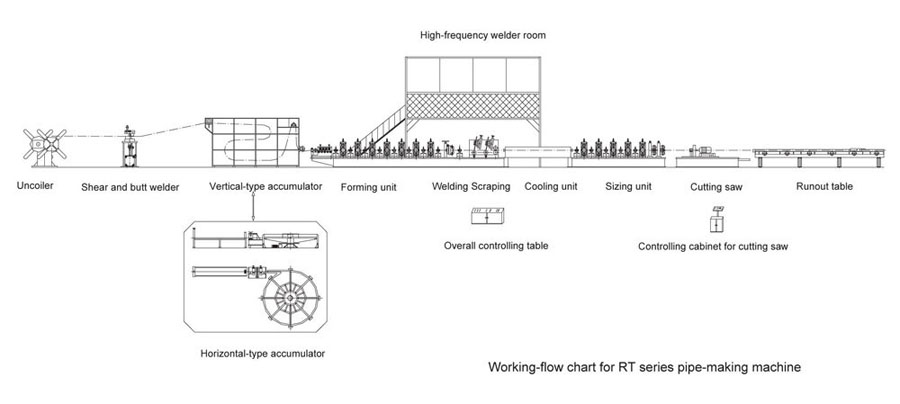 High-frequency welder room
Uncoiler
Shear and butt welder
Vertical-type accumulator
Forming unit
Welding Scraping
Cooling unit
Sizing unit
Cutting saw
Runout table
Overall controlling table
Controlling cabinet for cutting saw
Horizontal-type accumulator
Working-flow chart for RT series pipe-making machine